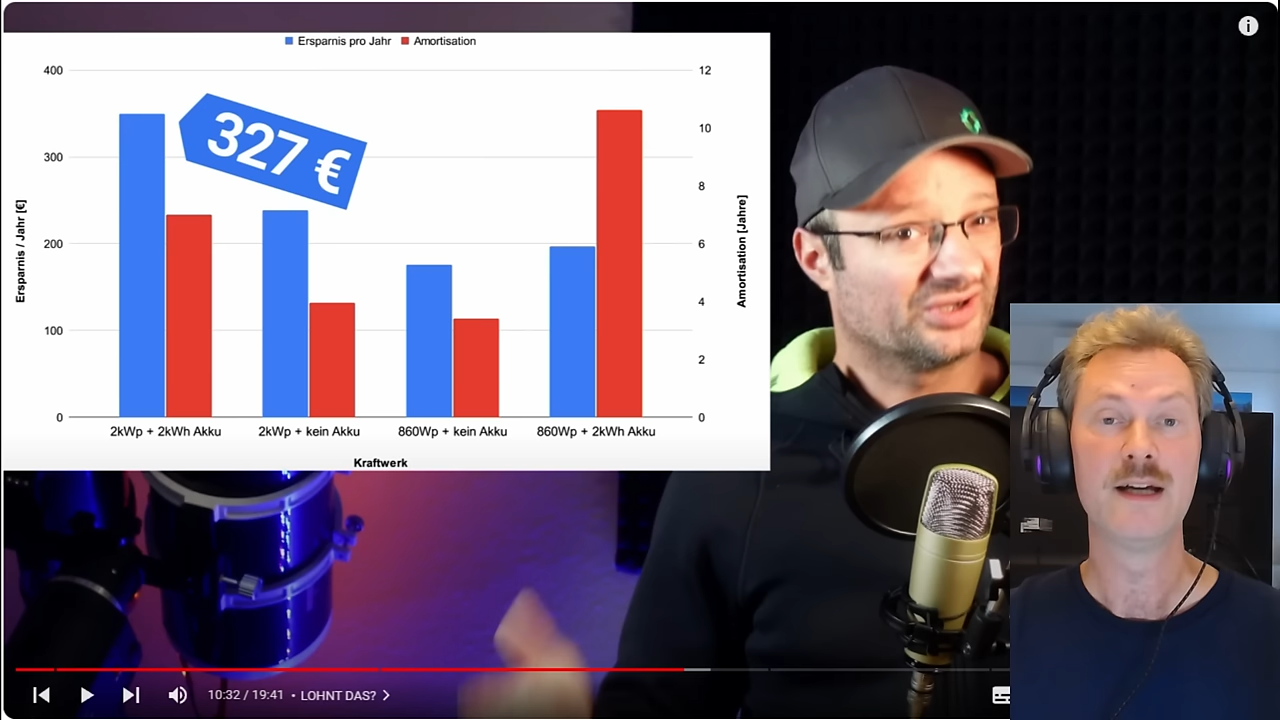 Ersparnis pro Jahr Amortisation
400
300
200
100
0
12
10
8
6
4
2
0
Ersparnis / Jahr [€]
Amortisation [Jahre]
327 €
2kWp + 2kWh Akku
2kWp + kein Akku
860Wp + kein Akku
860Wp + 2kWh Akku
Kraftwerk
10:32 / 19:41 • LOHNT DAS?